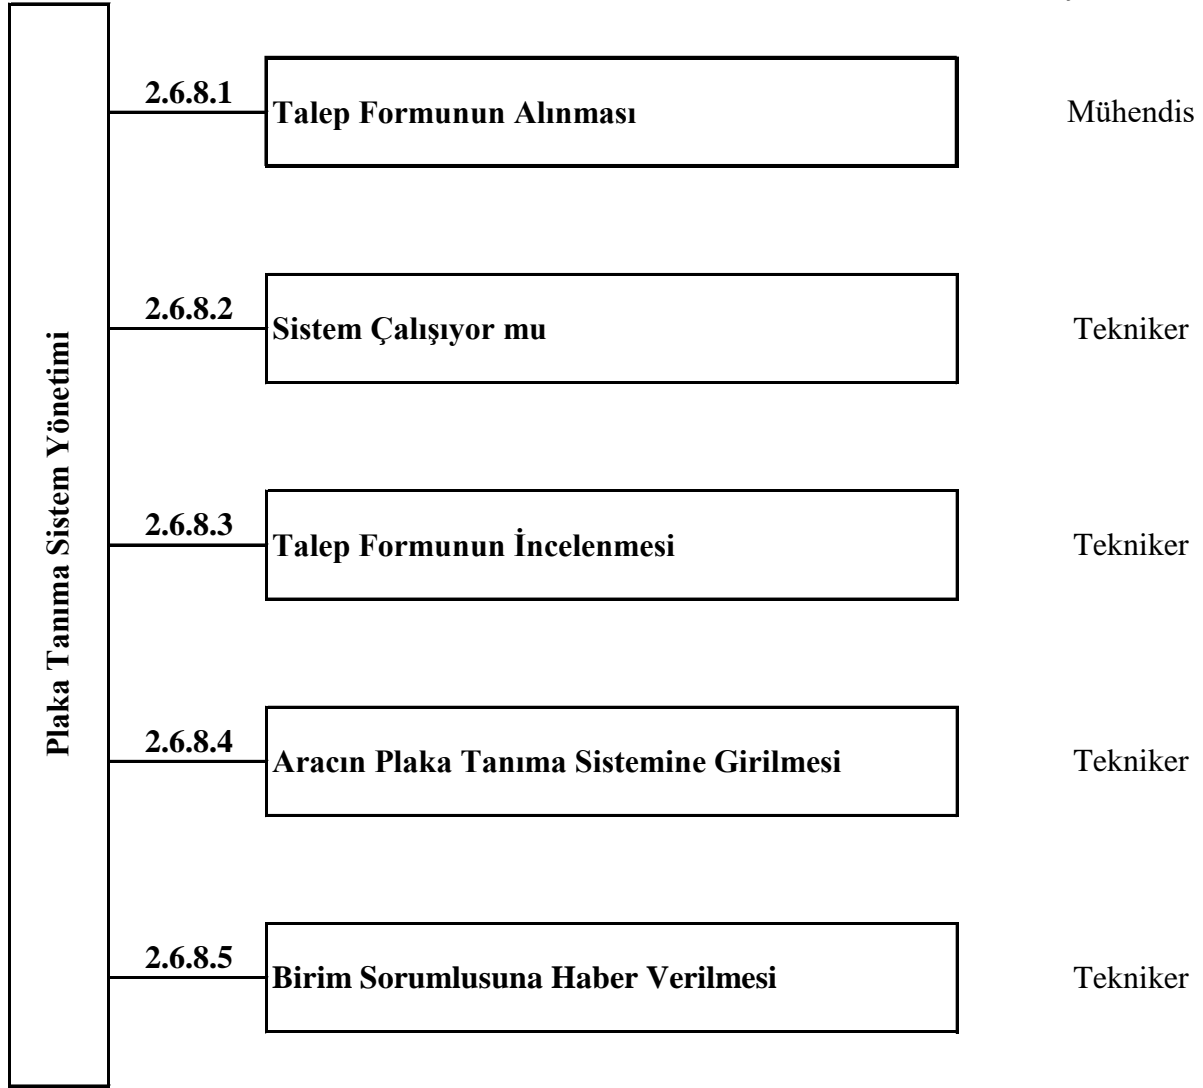 Plaka Tanıma Sistem Yönetimi
2.6.8.1
Talep Formunun Alınması
Mühendis
2.6.8.2
Sistem Çalışıyor mu
Tekniker
2.6.8.3
Talep Formunun İncelenmesi
Tekniker
2.6.8.4
Aracın Plaka Tanıma Sistemine Girilmesi
Tekniker
2.6.8.5
Birim Sorumlusuna Haber Verilmesi
Tekniker